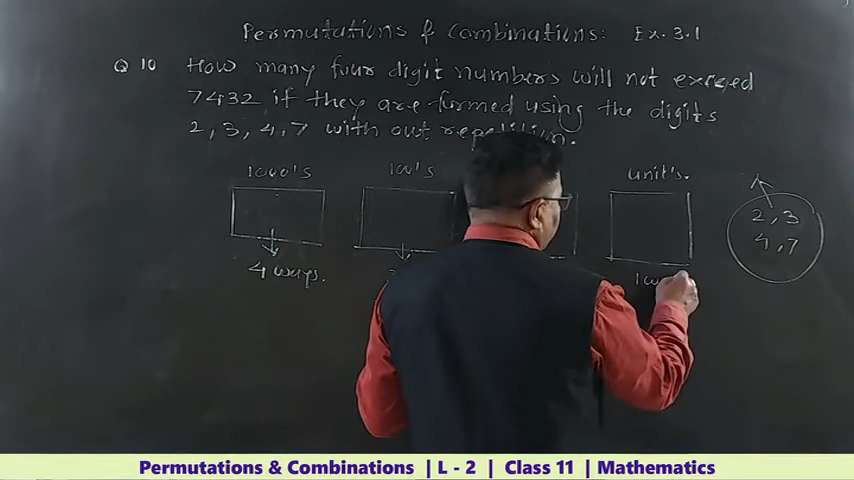 Permutations & Combinations: Ex. 3.1
Q 10 How many four digit numbers will not exceed
7432 if they are formed using the digits
2, 3, 4, 7 with out repetition.
1000's 100's unit's.
2, 3
4, 7
4 ways.
Permutations & Combinations | L - 2 | Class 11 | Mathematics